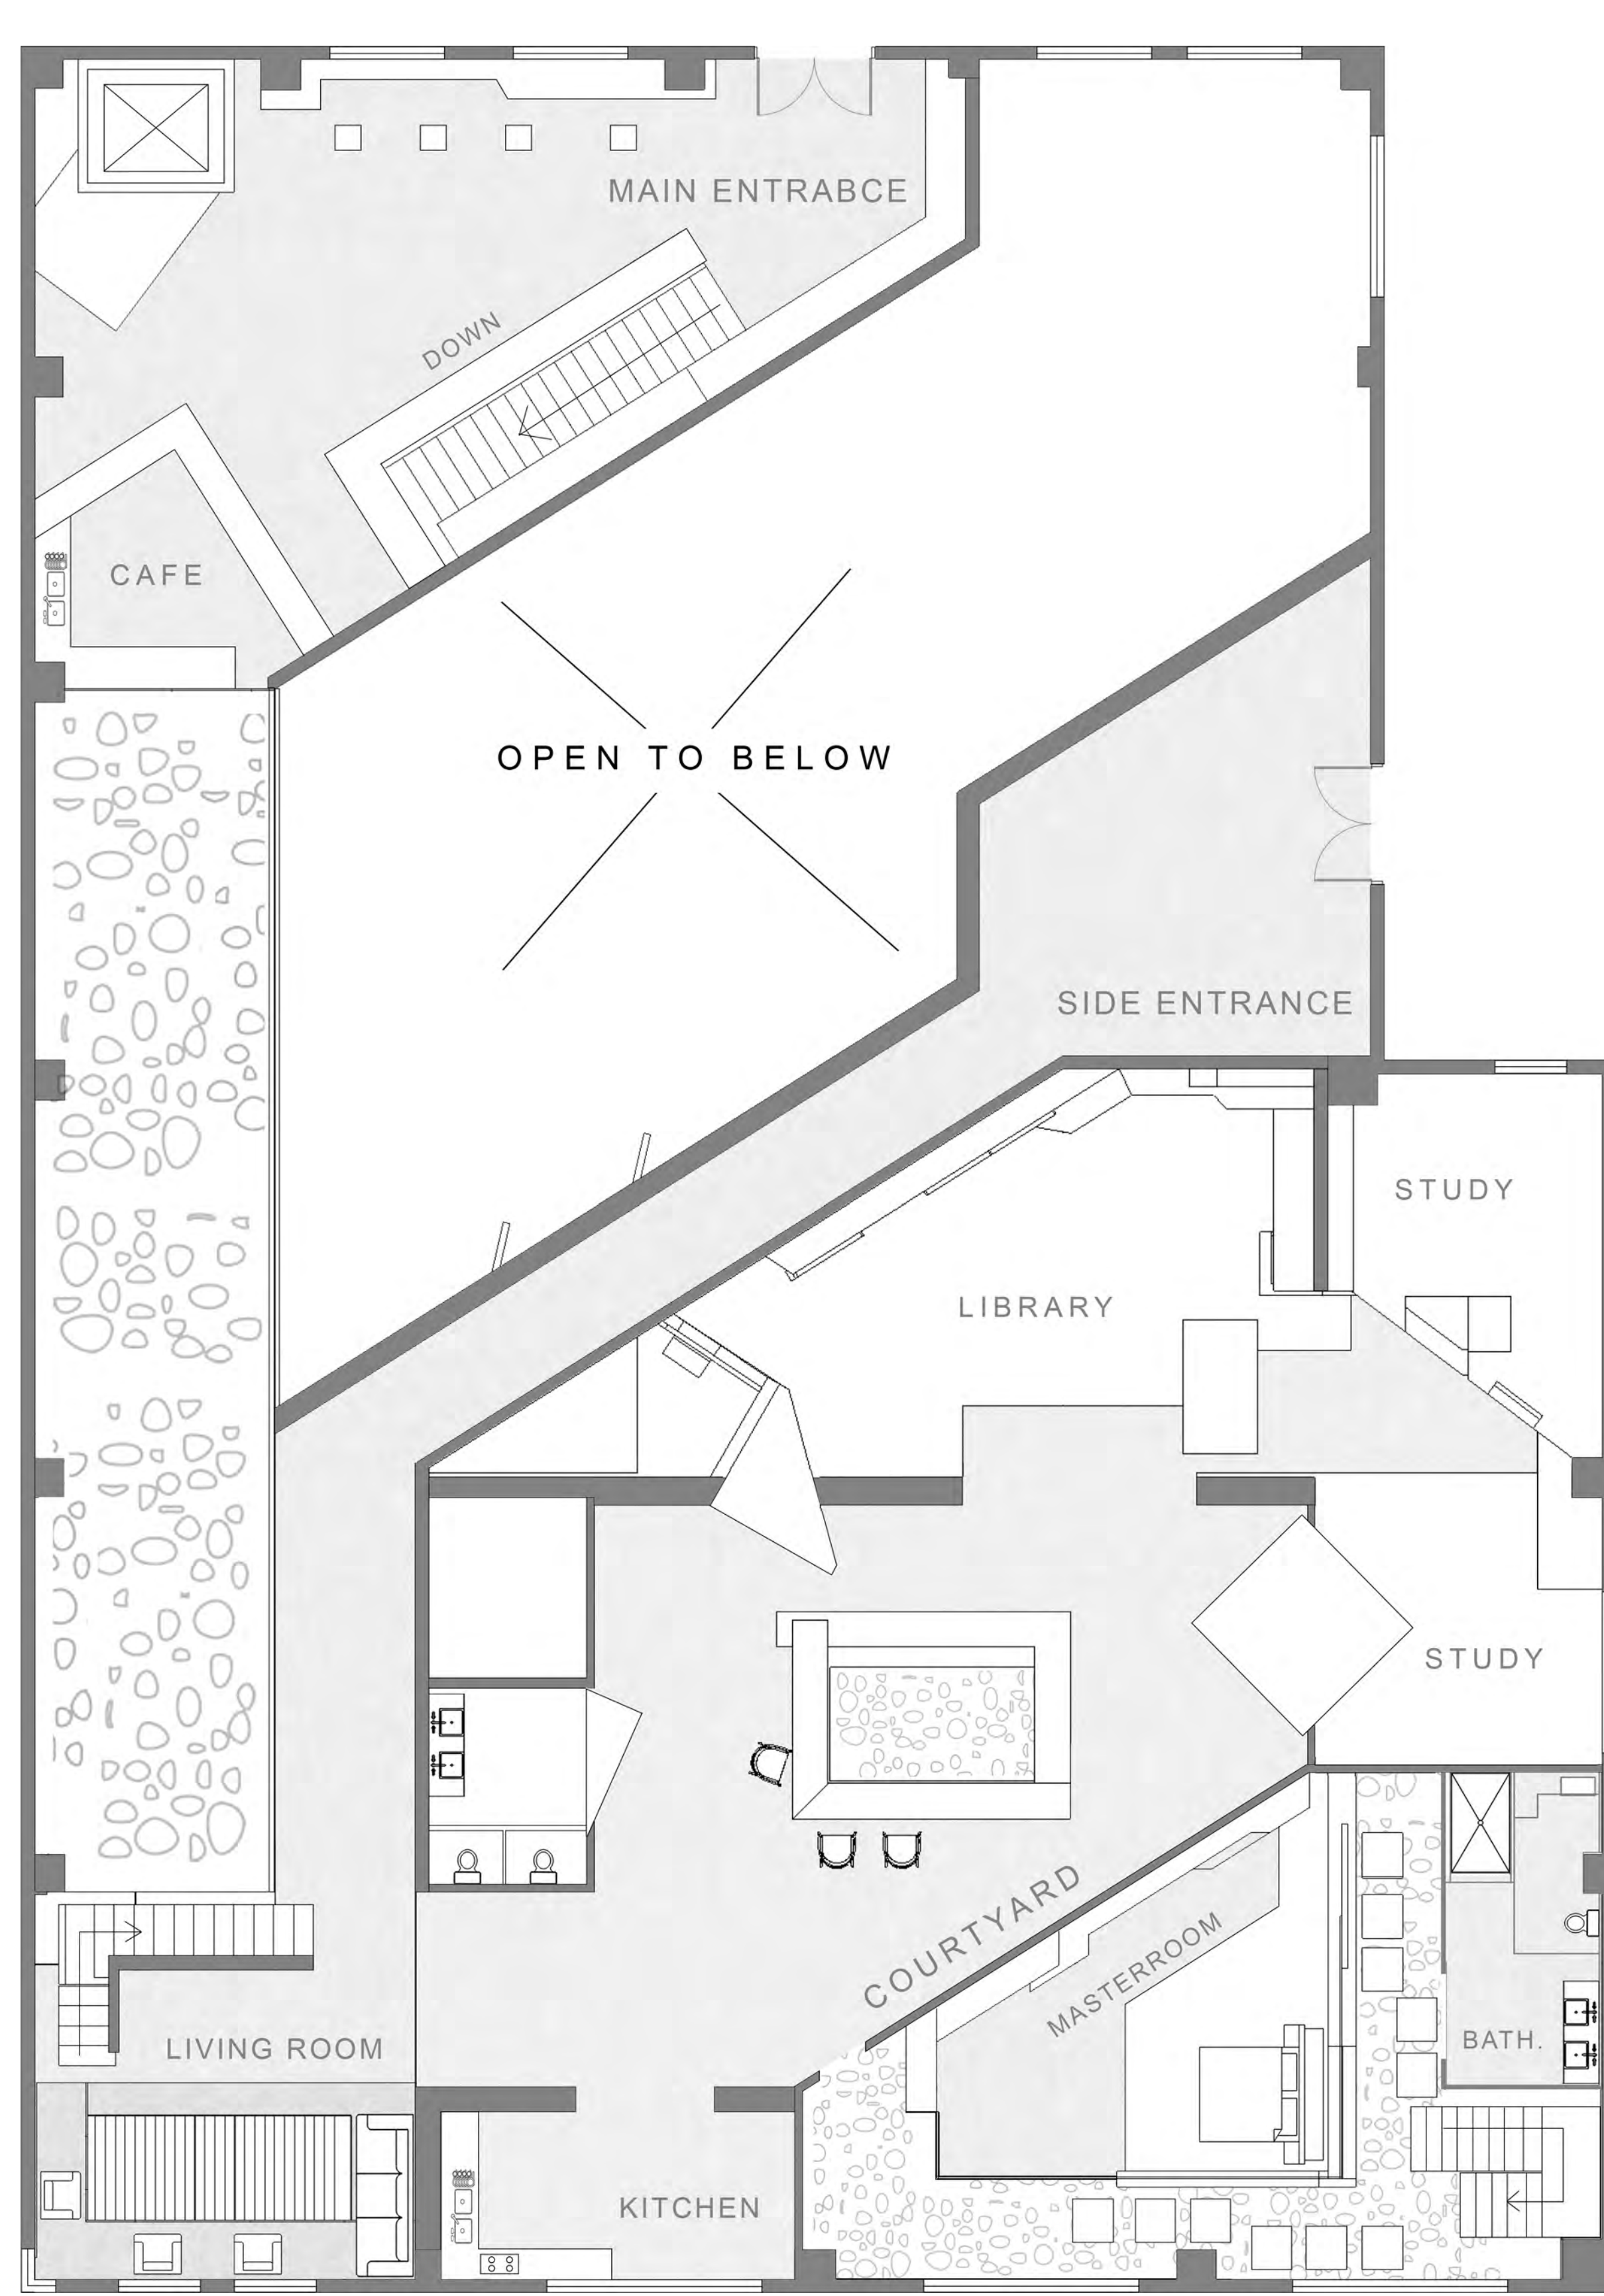 MAIN ENTRABCE
DOWN
CAFE
OPEN TO BELOW
SIDE ENTRANCE
STUDY
LIBRARY
STUDY
COURTYARD
MASTERROOM
LIVING ROOM
BATH.
KITCHEN